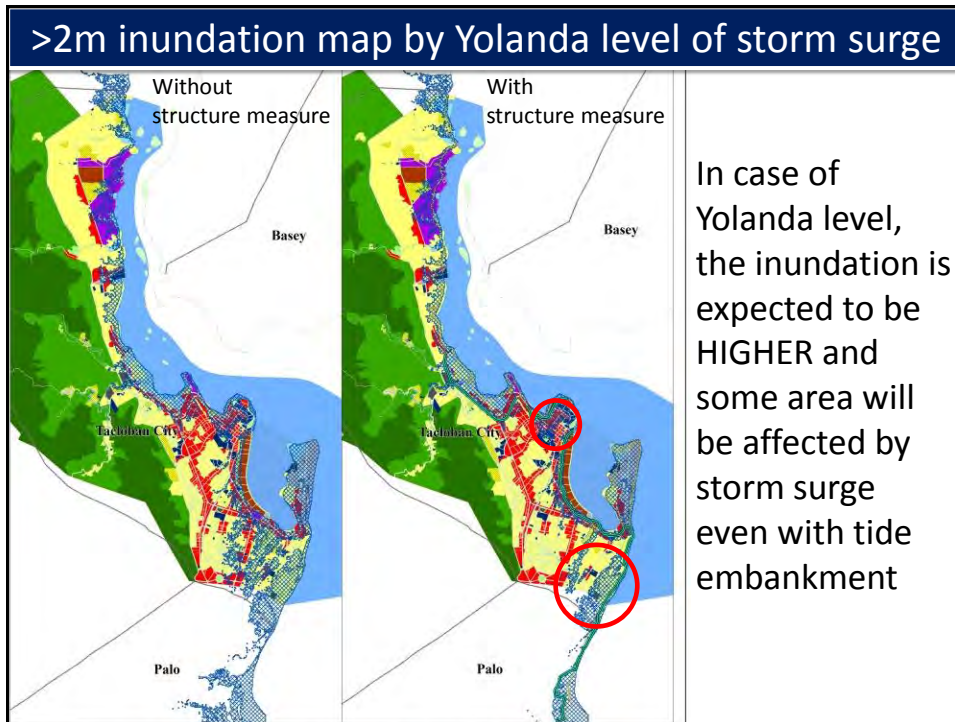 >2m inundation map by Yolanda level of storm surge
Without
structure measure
With
structure measure
Basey
Tacloban City
Palo
Basey
Tacloban City
Palo
In case of
Yolanda level,
the inundation is
expected to be
HIGHER and
some area will
be affected by
storm surge
even with tide
embankment